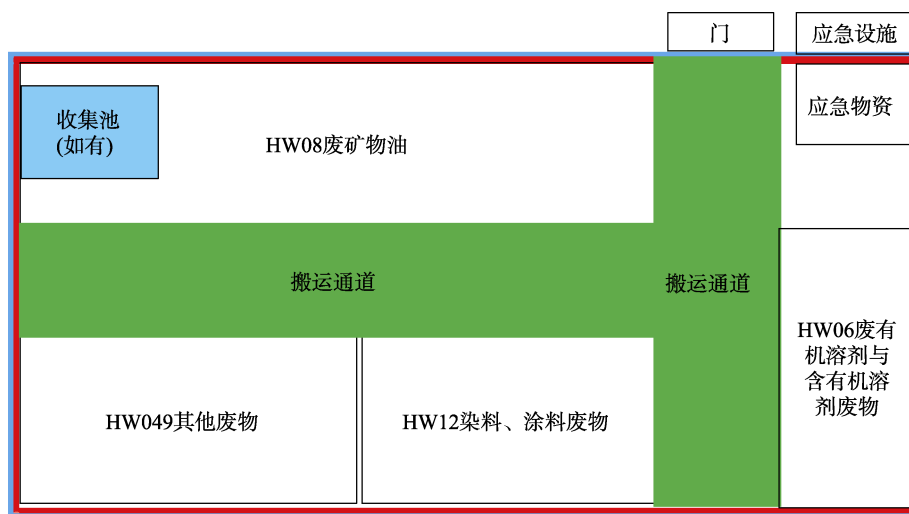 门
应急设施
应急物资
收集池
(如有)
HW08废矿物油
搬运通道
搬运通道
HW06废有
机溶剂与
含有机溶
剂废物
HW049其他废物
HW12染料、涂料废物